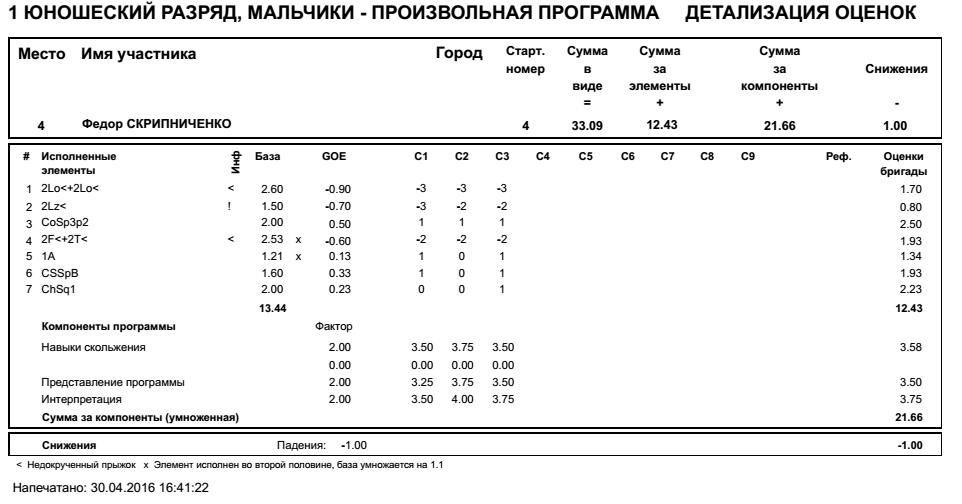 1 ЮНОШЕСКИЙ РАЗРЯД, МАЛЬЧИКИ - ПРОИЗВОЛЬНАЯ ПРОГРАММА ДЕТАЛИЗАЦИЯ ОЦЕНОК
Место Имя участника Город Старт. номер Сумма в виде = Сумма за элементы + Сумма за компоненты + Снижения -
4 Федор СКРИПНИЧЕНКО 4 33.09 12.43 21.66 1.00
# Исполненные элементы Инф База GOE С1 С2 С3 С4 С5 С6 С7 С8 С9 Реф. Оценки бригады
1 2Lo<+2Lo< < 2.60 -0.90 -3 -3 -3 1.70
2 2Lz< ! 1.50 -0.70 -3 -2 -2 0.80
3 CoSp3p2 2.00 0.50 1 1 1 2.50
4 2F<+2T< < 2.53 x -0.60 -2 -2 -2 1.93
5 1A 1.21 x 0.13 1 0 1 1.34
6 CSSpB 1.60 0.33 1 0 1 1.93
7 ChSq1 2.00 0.23 0 0 1 2.23
13.44 12.43
Компоненты программы Фактор
Навыки скольжения 2.00 3.50 3.75 3.50 3.58
0.00 0.00 0.00 0.00
Представление программы 2.00 3.25 3.75 3.50 3.50
Интерпретация 2.00 3.50 4.00 3.75 3.75
Сумма за компоненты (умноженная) 21.66
Снижения Падения: -1.00 -1.00
< Недокрученный прыжок x Элемент исполнен во второй половине, база умножается на 1.1
Напечатано: 30.04.2016 16:41:22